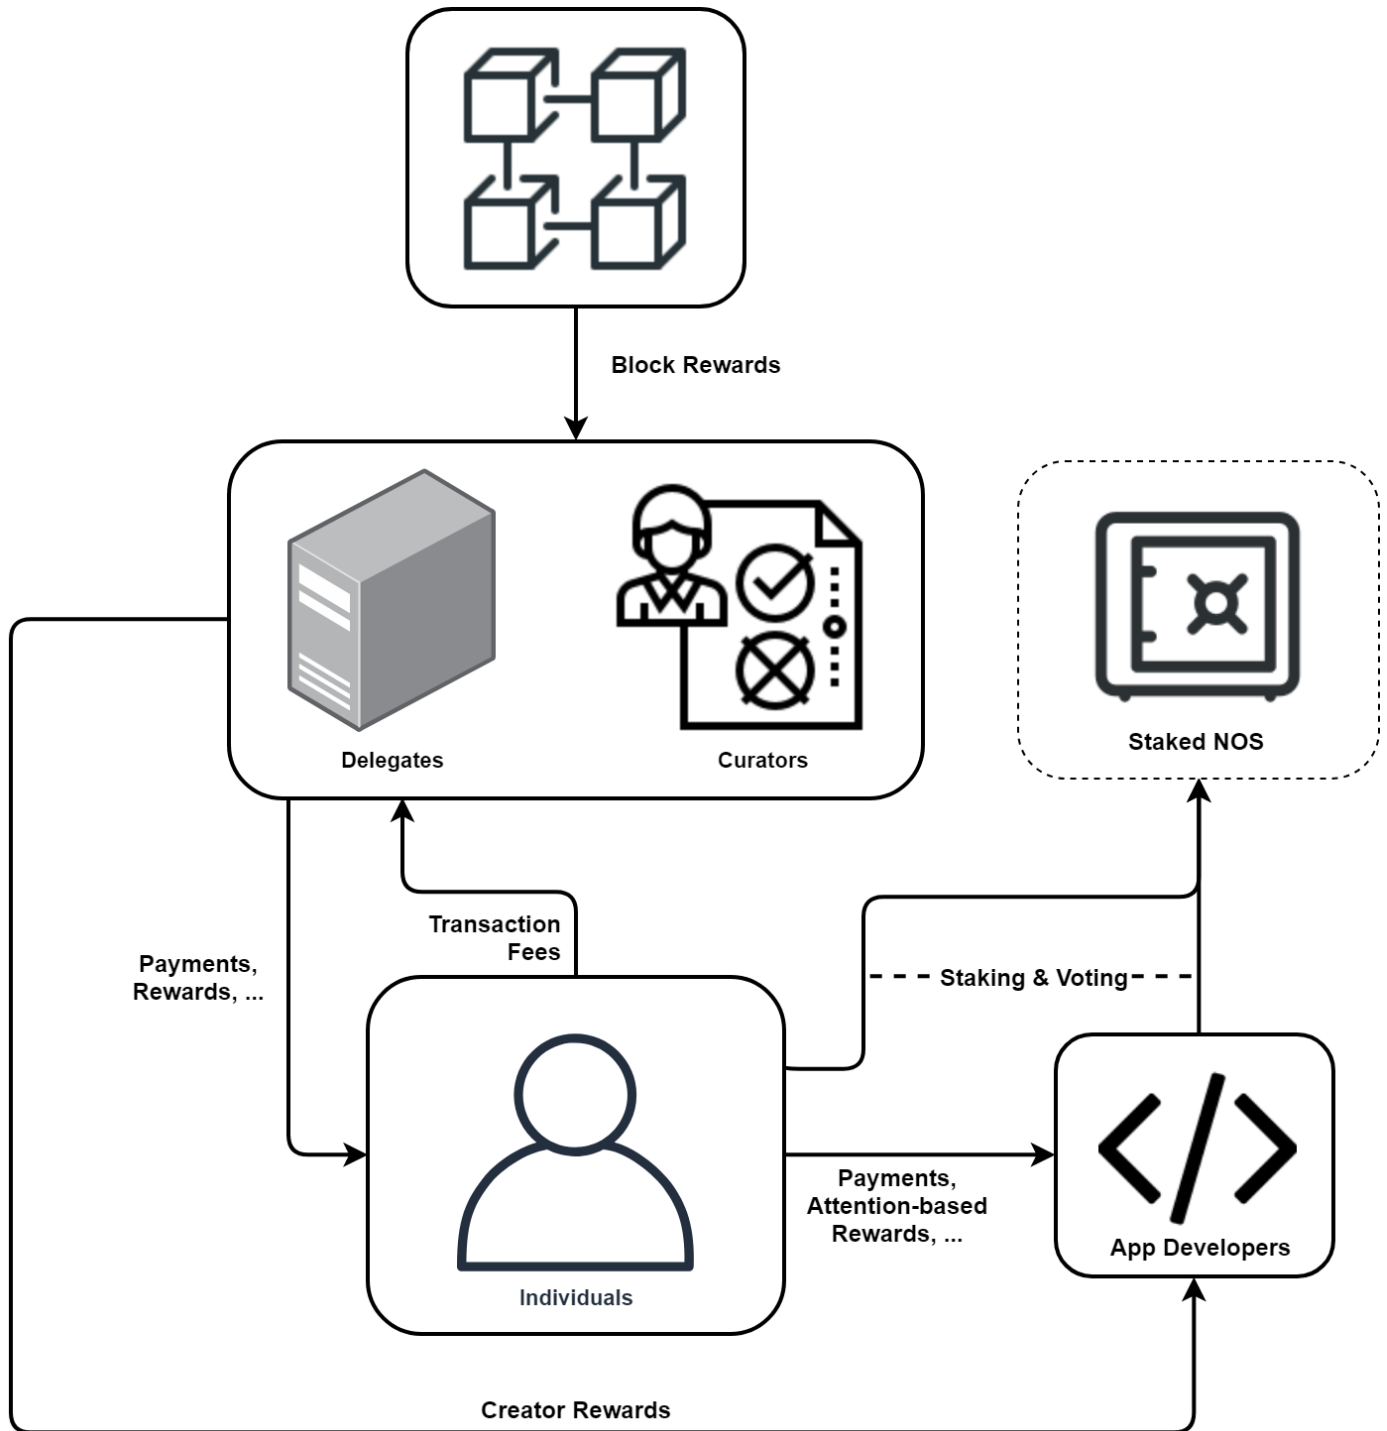 Block Rewards
Delegates
Curators
Staked NOS
Transaction
Fees
Payments,
Rewards, ...
Staking & Voting
Payments,
Attention-based
Rewards, ...
App Developers
Individuals
Creator Rewards